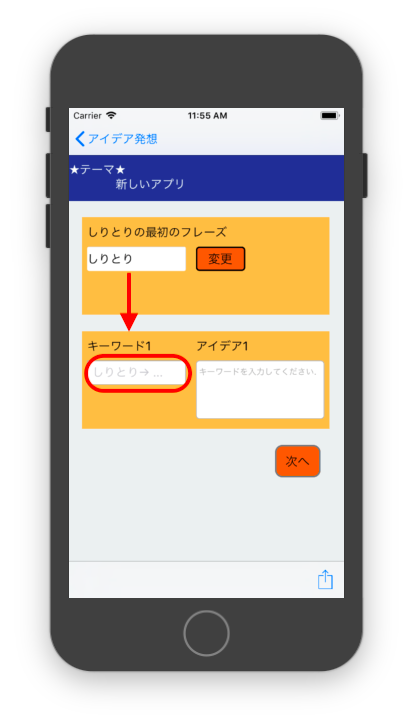 Carrier 11:55 AM
アイデア発想
★テーマ★
新しいアプリ
しりとりの最初のフレーズ
しりとり 変更
キーワード1 アイデア1
しりとり→ ... キーワードを入力してください.
次へ